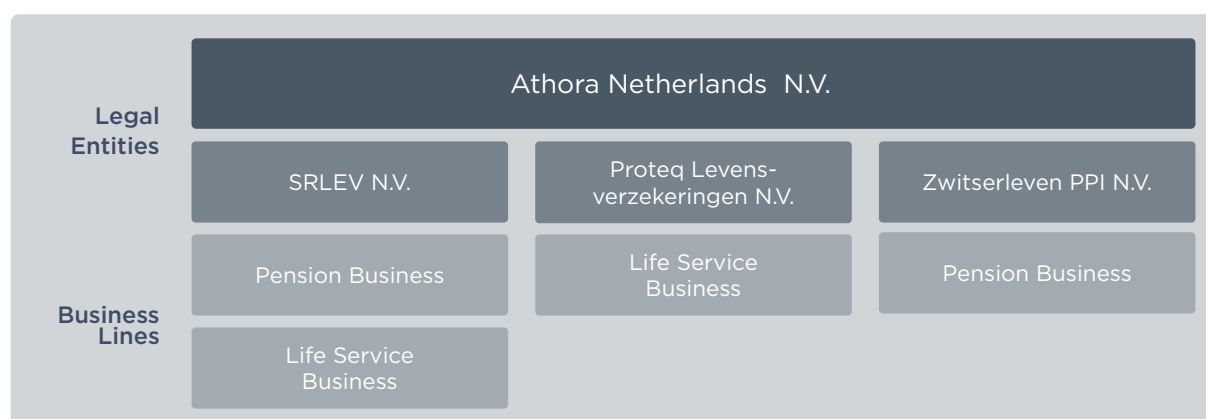 Athora Netherlands N.V.
Legal
Entities
SRLEV N.V.
Proteq Levens-
verzekeringen N.V.
Zwitserleven PPI N.V.
Business
Lines
Pension Business
Life Service
Business
Pension Business
Life Service
Business